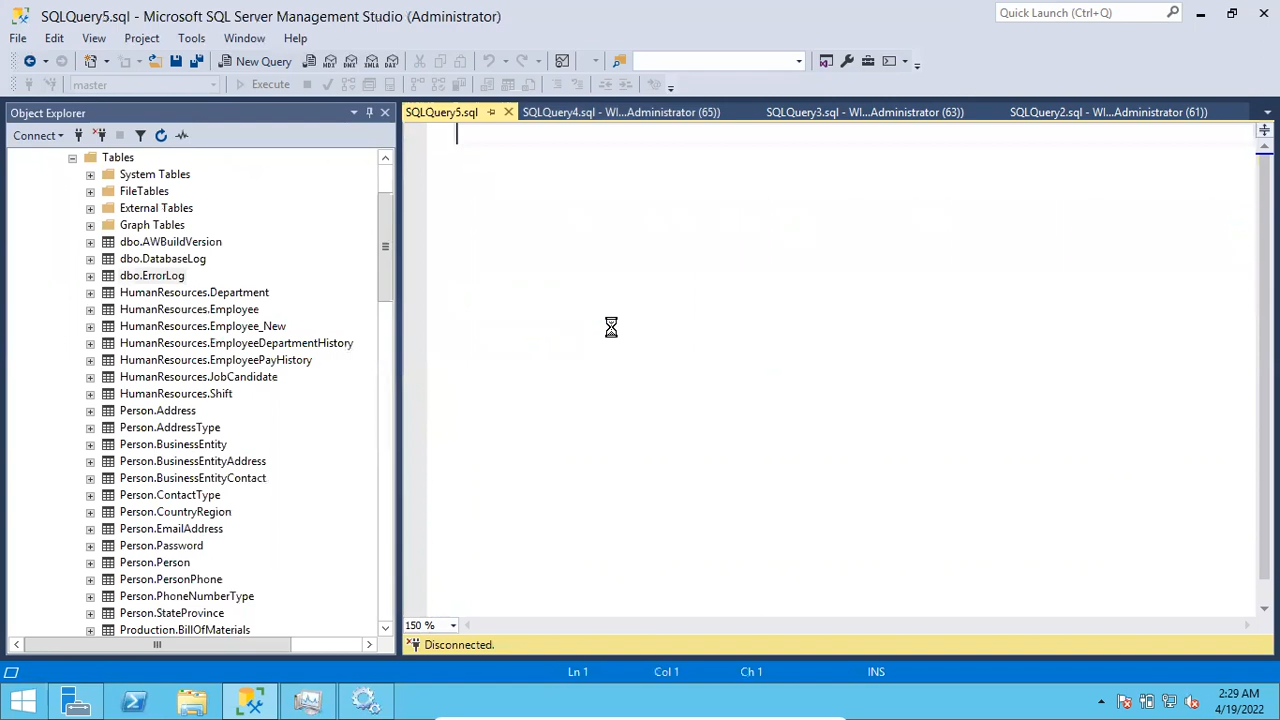 SQLQuery5.sql - Microsoft SQL Server Management Studio (Administrator)
Quick Launch (Ctrl+Q)
File Edit View Project Tools Window Help
New Query
master
Execute
Object Explorer
SQLQuery5.sql
SQLQuery4.sql - WI...Administrator (65))
SQLQuery3.sql - WI...Administrator (63))
SQLQuery2.sql - WI...Administrator (61))
Connect
Tables
System Tables
FileTables
External Tables
Graph Tables
dbo.AWBuildVersion
dbo.DatabaseLog
dbo.ErrorLog
HumanResources.Department
HumanResources.Employee
HumanResources.Employee_New
HumanResources.EmployeeDepartmentHistory
HumanResources.EmployeePayHistory
HumanResources.JobCandidate
HumanResources.Shift
Person.Address
Person.AddressType
Person.BusinessEntity
Person.BusinessEntityAddress
Person.BusinessEntityContact
Person.ContactType
Person.CountryRegion
Person.EmailAddress
Person.Password
Person.Person
Person.PersonPhone
Person.PhoneNumberType
Person.StateProvince
Production.BillOfMaterials
150 %
Disconnected.
Ln 1 Col 1 Ch 1 INS
2:29 AM
4/19/2022